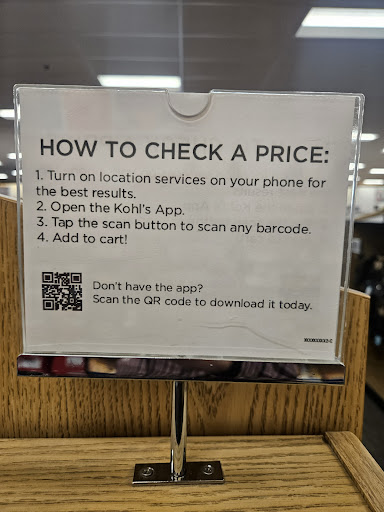 HOW TO CHECK A PRICE:
1. Turn on location services on your phone for
the best results.
2. Open the Kohl's App.
3. Tap the scan button to scan any barcode.
4. Add to cart!
Don't have the app?
Scan the QR code to download it today.